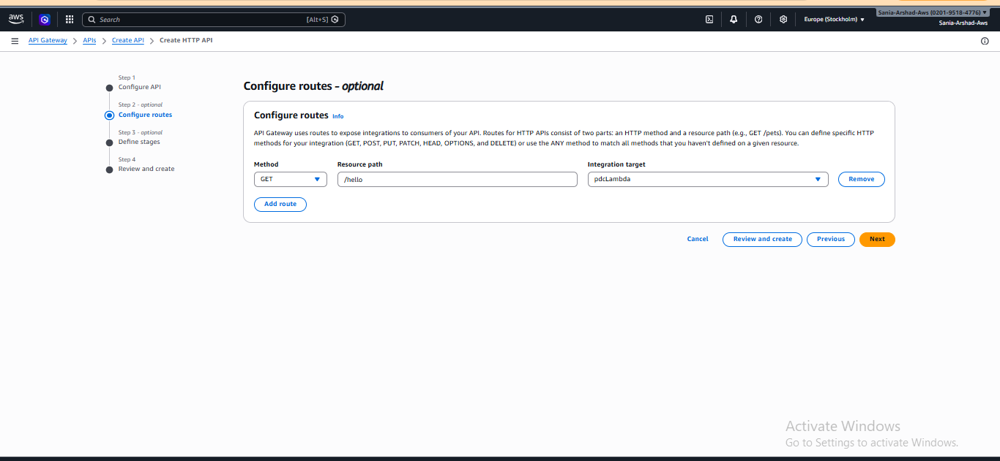 aws
Search [Alt+S]
Europe (Stockholm)
Sania-Arshad-Aws (0201-9518-4776)
Sania-Arshad-Aws
API Gateway > APIs > Create API > Create HTTP API
Step 1
Configure API
Step 2 - optional
Configure routes
Step 3 - optional
Define stages
Step 4
Review and create
Configure routes - optional
Configure routes Info
API Gateway uses routes to expose integrations to consumers of your API. Routes for HTTP APIs consist of two parts: an HTTP method and a resource path (e.g., GET /pets). You can define specific HTTP
methods for your integration (GET, POST, PUT, PATCH, HEAD, OPTIONS, and DELETE) or use the ANY method to match all methods that you haven't defined on a given resource.
Method Resource path Integration target
GET /hello pdcLambda Remove
Add route
Cancel Review and create Previous Next
Activate Windows
Go to Settings to activate Windows.